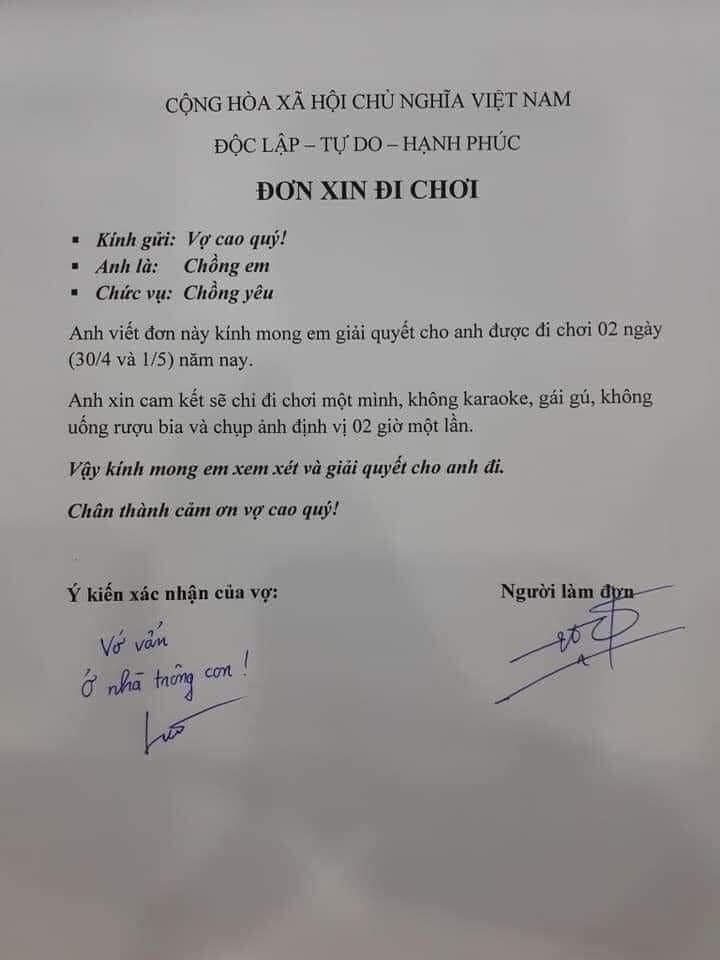 CỘNG HÒA XÃ HỘI CHỦ NGHĨA VIỆT NAM
ĐỘC LẬP – TỰ DO – HẠNH PHÚC
ĐƠN XIN ĐI CHƠI
▪ Kính gửi: Vợ cao quý!
▪ Anh là: Chồng em
▪ Chức vụ: Chồng yêu
Anh viết đơn này kính mong em giải quyết cho anh được đi chơi 02 ngày
(30/4 và 1/5) năm nay.
Anh xin cam kết sẽ chỉ đi chơi một mình, không karaoke, gái gú, không
uống rượu bia và chụp ảnh định vị 02 giờ một lần.
Vậy kính mong em xem xét và giải quyết cho anh đi.
Chân thành cảm ơn vợ cao quý!
Ý kiến xác nhận của vợ:
Người làm đơn
Vớ vẩn
Ở nhà trông con!